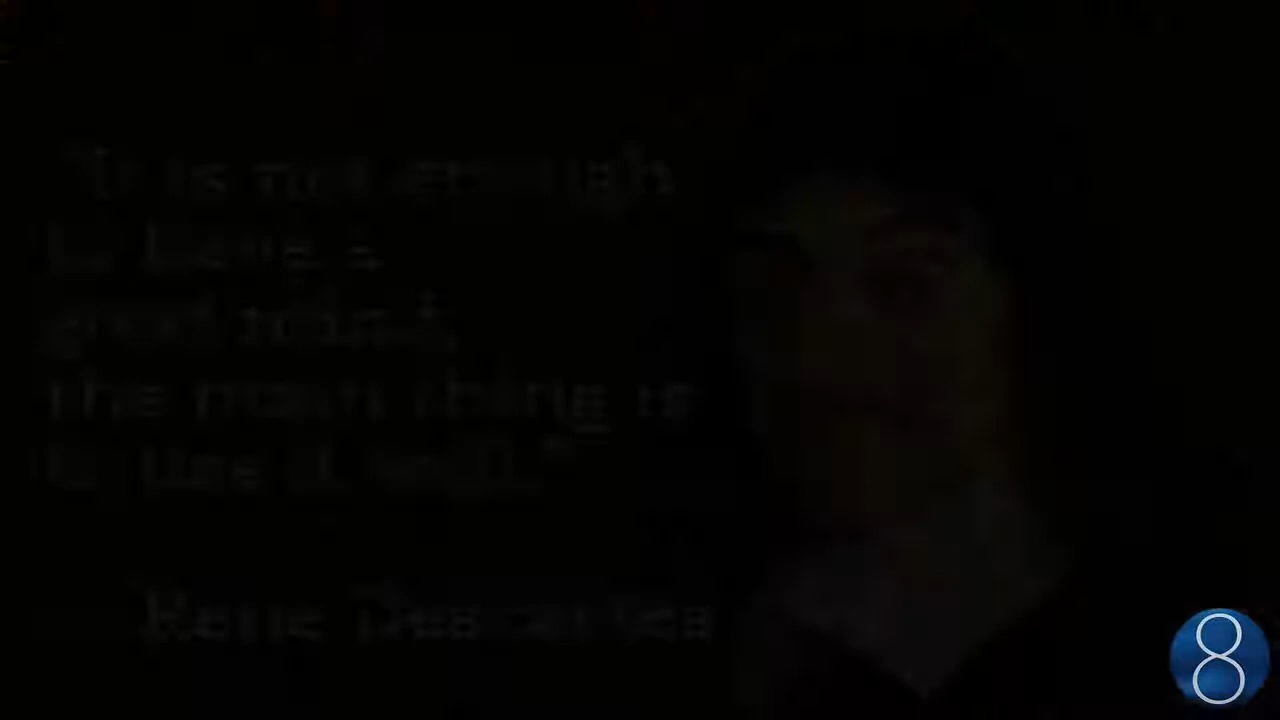 "It is not enough
to have a
good mind;
the main thing is
to use it well."
Rene Descartes
8